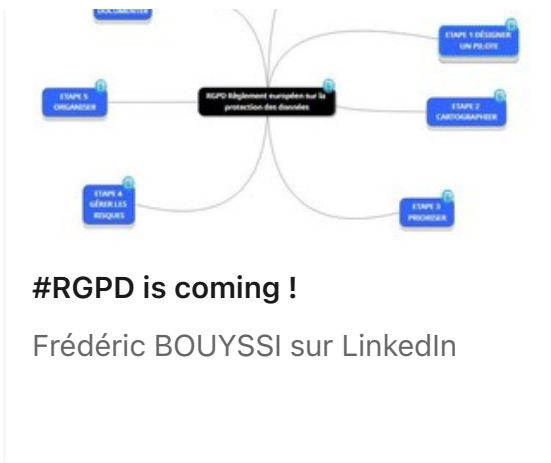 DOCUMENTER
ETAPE 1 DÉSIGNER
UN PILOTE
ETAPE 5
ORGANISER
RGPD Règlement européen sur la
protection des données
ETAPE 2
CARTOGRAPHIER
ETAPE 4
GÉRER LES
RISQUES
ETAPE 3
PRIORISER
#RGPD is coming !
Frédéric BOUYSSI sur LinkedIn